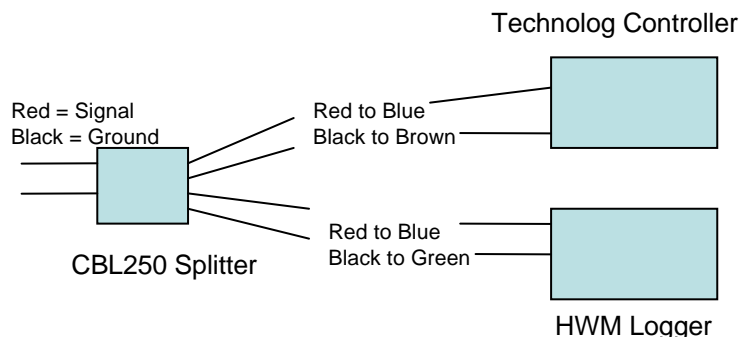 Technolog Controller
Red = Signal
Black = Ground
Red to Blue
Black to Brown
Red to Blue
Black to Green
CBL250 Splitter
HWM Logger